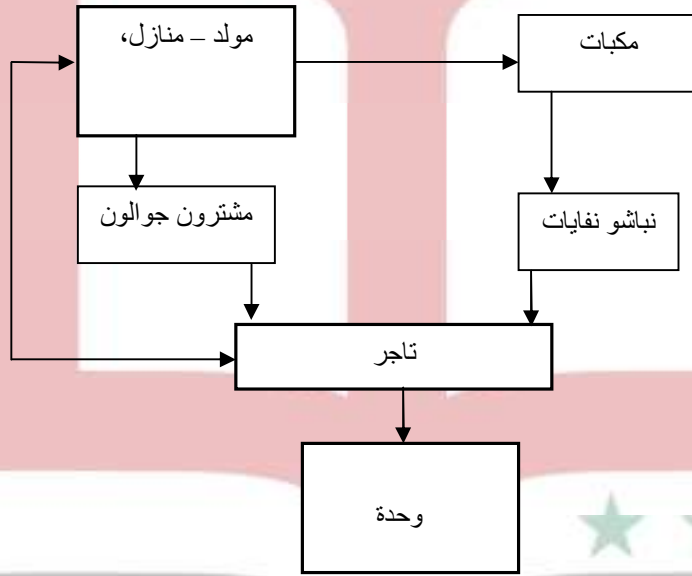 مولد – منازل،
مكبات
مشترون جوالون
نباشو نفايات
تاجر
وحدة